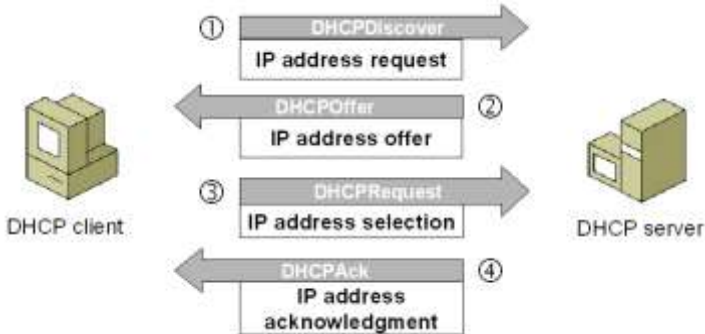 ① DHCPDiscover
IP address request
DHCPOffer ②
IP address offer
③ DHCPRequest
IP address selection
DHCP client
DHCP server
DHCPAck ④
IP address
acknowledgment